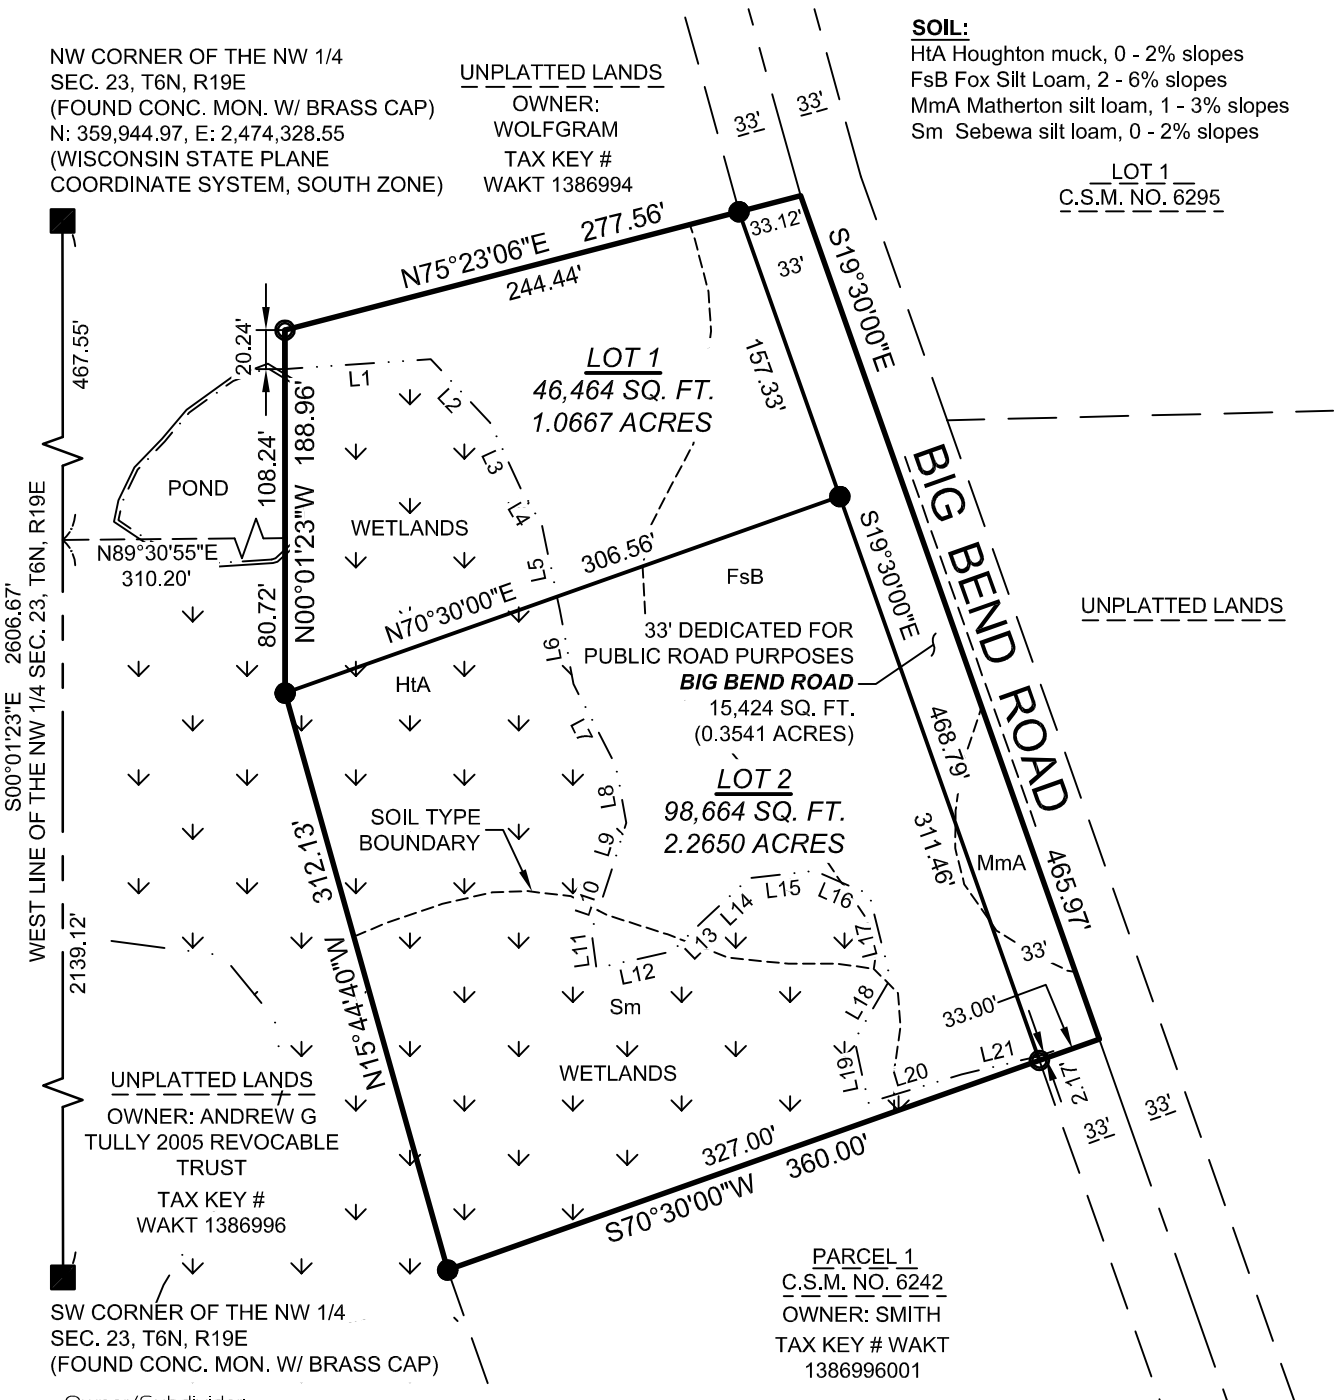 NW CORNER OF THE NW 1/4
SEC. 23, T6N, R19E
(FOUND CONC. MON. W/ BRASS CAP)
N: 359,944.97, E: 2,474,328.55
(WISCONSIN STATE PLANE
COORDINATE SYSTEM, SOUTH ZONE)
UNPLATTED LANDS
OWNER:
WOLFGRAM
TAX KEY #
WAKT 1386994
SOIL:
HtA Houghton muck, 0 - 2% slopes
FsB Fox Silt Loam, 2 - 6% slopes
MmA Matherton silt loam, 1 - 3% slopes
Sm Sebewa silt loam, 0 - 2% slopes
LOT 1
C.S.M. NO. 6295
33'
33'
N75°23'06"E 277.56'
244.44'
33.12'
33'
S19°30'00"E
467.55'
20.24'
108.24'
80.72'
N00°01'23"W 188.96'
L1
L2
L3
L4
L5
LOT 1
46,464 SQ. FT.
1.0667 ACRES
157.33'
POND
WETLANDS
N89°30'55"E
310.20'
N70°30'00"E 306.56'
S00°01'23"E 2606.67'
WEST LINE OF THE NW 1/4 SEC. 23, T6N, R19E
2139.12'
FsB
HtA
S19°30'00"E
468.79'
BIG BEND ROAD
UNPLATTED LANDS
33' DEDICATED FOR
PUBLIC ROAD PURPOSES
BIG BEND ROAD
15,424 SQ. FT.
(0.3541 ACRES)
L6
L7
L8
L9
L10
L11
L12
L13
L14
L15
L16
L17
L18
L19
L20
L21
LOT 2
98,664 SQ. FT.
2.2650 ACRES
SOIL TYPE
BOUNDARY
312.13'
N15°44'40"W
311.46'
MmA
465.97'
33'
33.00'
2.17'
33'
33'
Sm
WETLANDS
UNPLATTED LANDS
OWNER: ANDREW G
TULLY 2005 REVOCABLE
TRUST
TAX KEY #
WAKT 1386996
327.00'
S70°30'00"W 360.00'
PARCEL 1
C.S.M. NO. 6242
OWNER: SMITH
TAX KEY # WAKT
1386996001
SW CORNER OF THE NW 1/4
SEC. 23, T6N, R19E
(FOUND CONC. MON. W/ BRASS CAP)